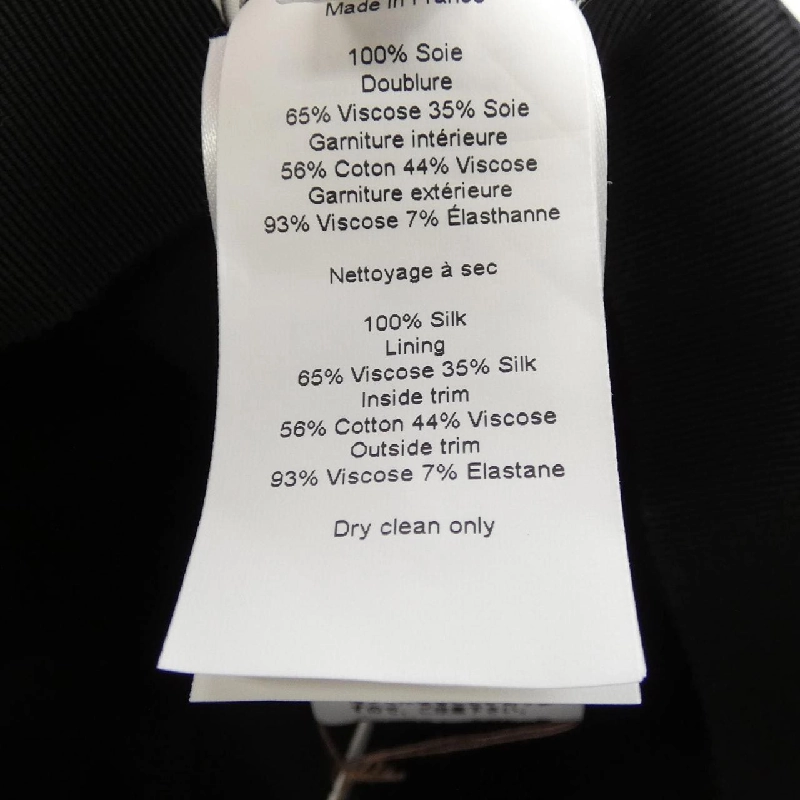 Made in France
100% Soie
Doublure
65% Viscose 35% Soie
Garniture intérieure
56% Coton 44% Viscose
Garniture extérieure
93% Viscose 7% Élasthanne
Nettoyage à sec
100% Silk
Lining
65% Viscose 35% Silk
Inside trim
56% Cotton 44% Viscose
Outside trim
93% Viscose 7% Elastane
Dry clean only